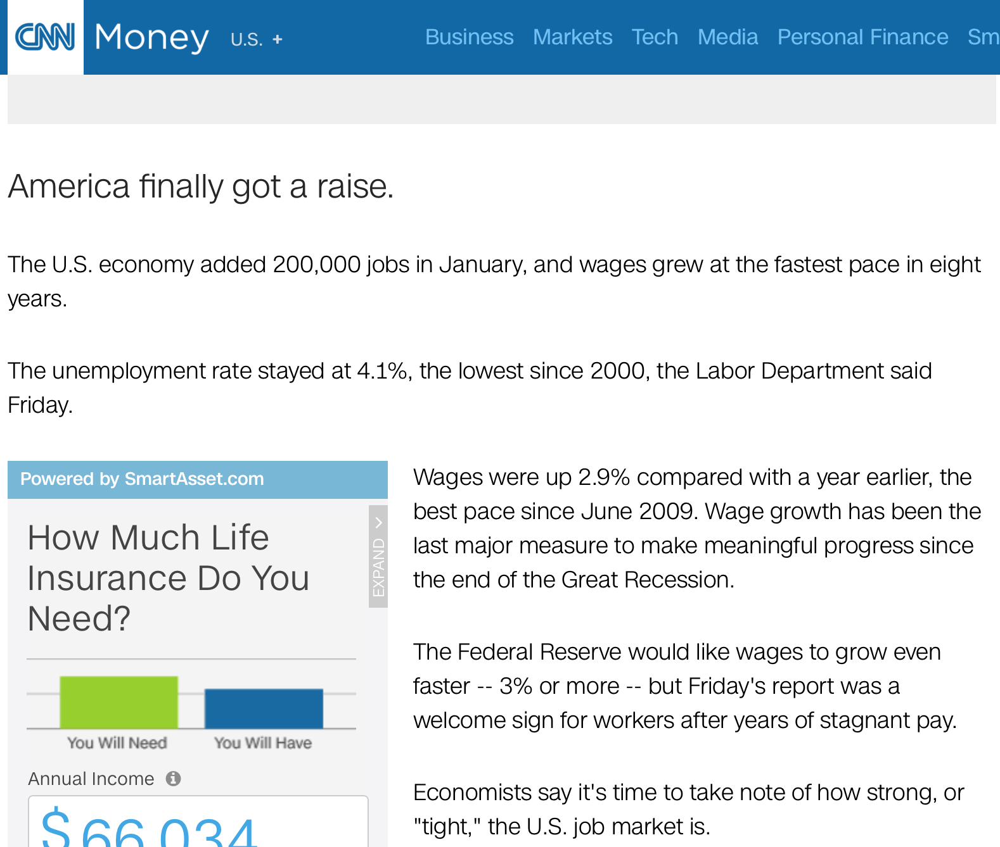 CNN Money U.S. + Business Markets Tech Media Personal Finance Sm
America finally got a raise.
The U.S. economy added 200,000 jobs in January, and wages grew at the fastest pace in eight
years.
The unemployment rate stayed at 4.1%, the lowest since 2000, the Labor Department said
Friday.
Powered by SmartAsset.com
EXPAND
How Much Life
Insurance Do You
Need?
You Will Need You Will Have
Annual Income
$66,034
Wages were up 2.9% compared with a year earlier, the
best pace since June 2009. Wage growth has been the
last major measure to make meaningful progress since
the end of the Great Recession.
The Federal Reserve would like wages to grow even
faster -- 3% or more -- but Friday's report was a
welcome sign for workers after years of stagnant pay.
Economists say it's time to take note of how strong, or
"tight," the U.S. job market is.